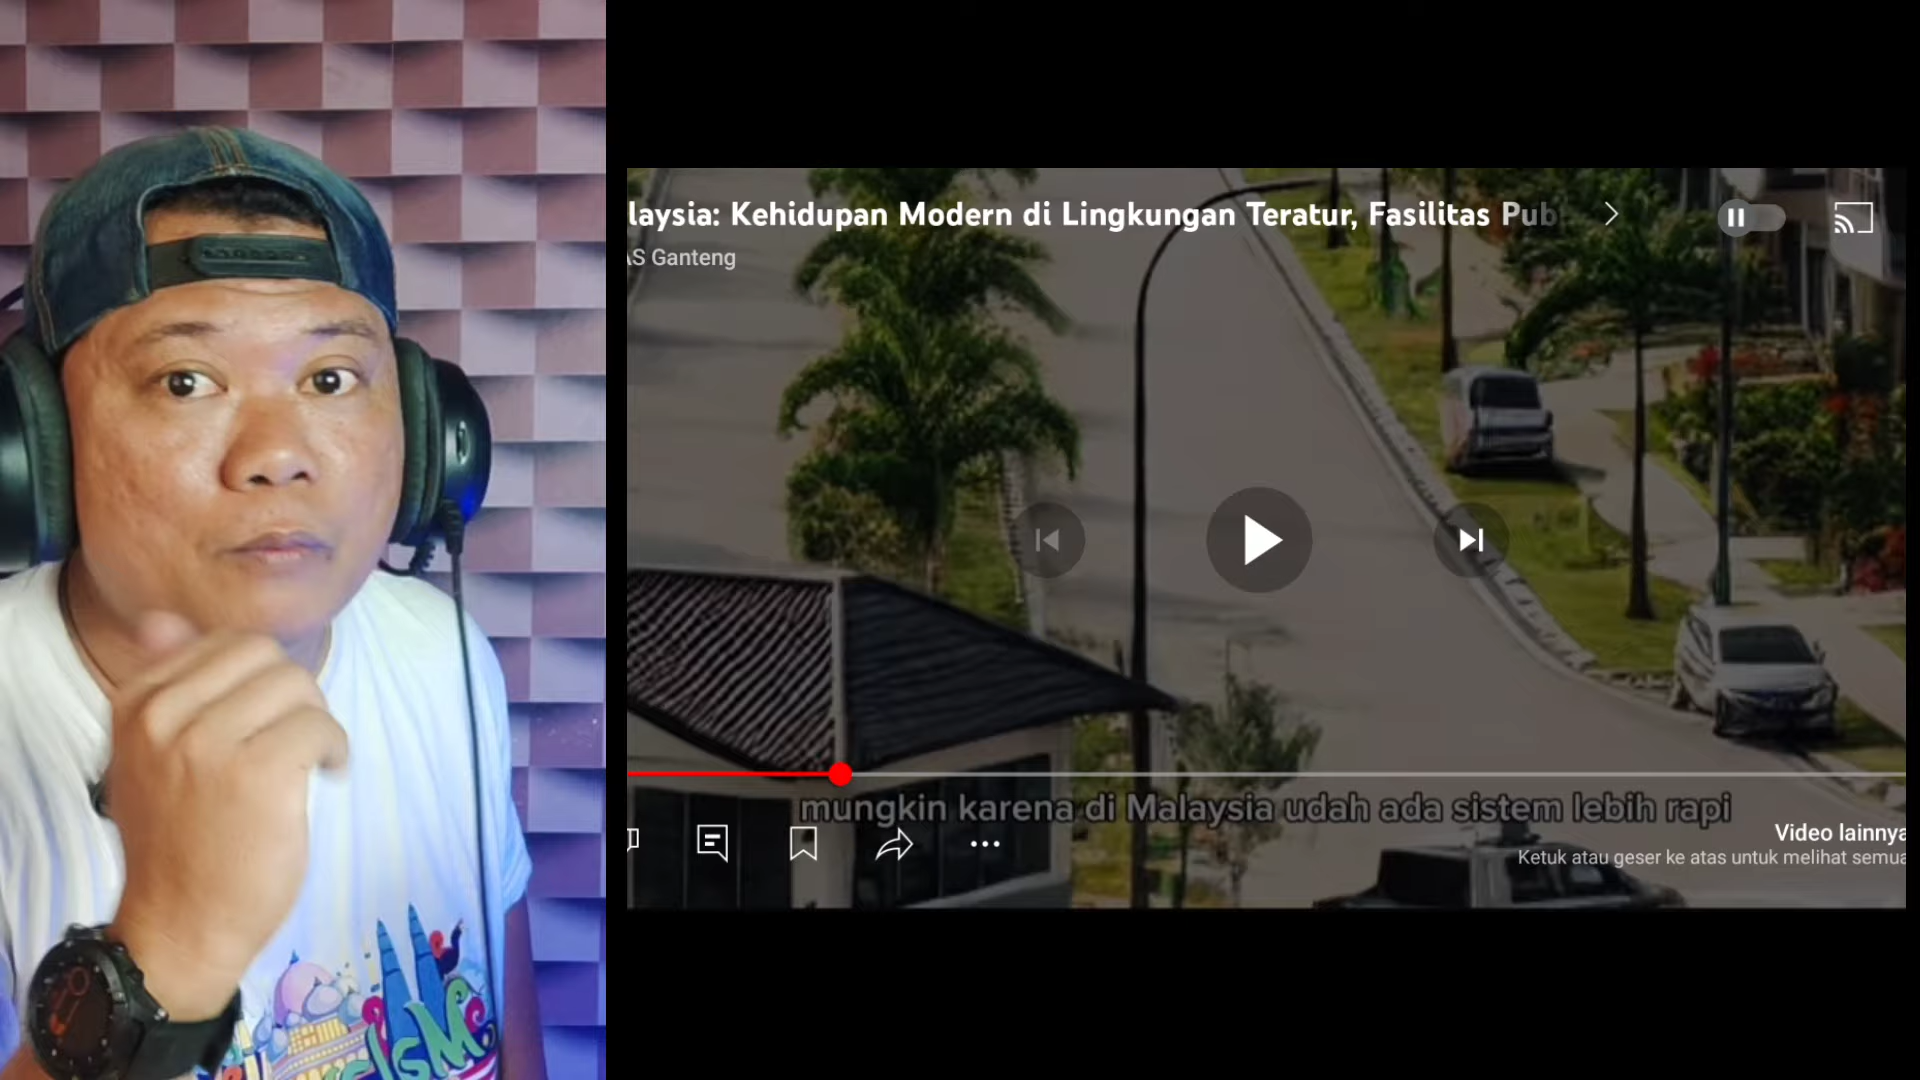 laysia: Kehidupan Modern di Lingkungan Teratur, Fasilitas Pub
AS Ganteng
mungkin karena di Malaysia udah ada sistem lebih rapi
Video lainnya
Ketuk atau geser ke atas untuk melihat semua